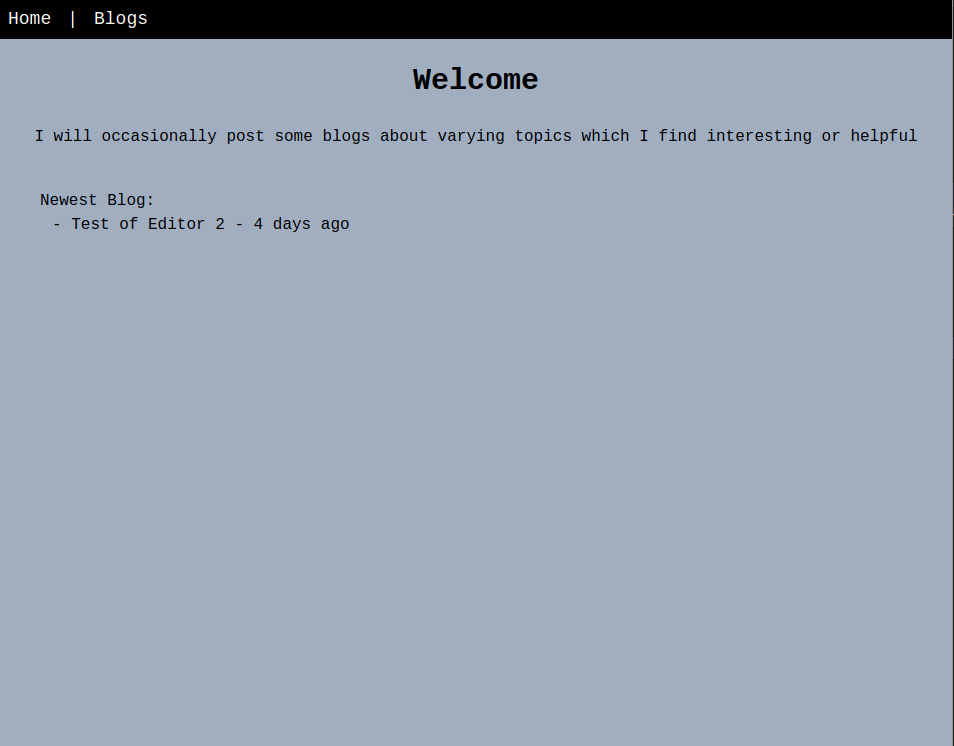 Home | Blogs
Welcome
I will occasionally post some blogs about varying topics which I find interesting or helpful
Newest Blog:
- Test of Editor 2 - 4 days ago